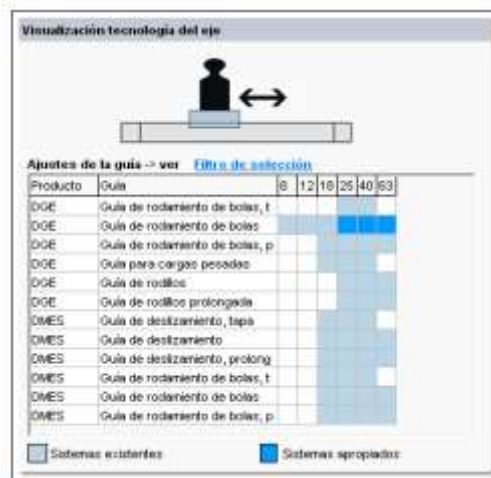 Visualización tecnología del eje
Ajustes de la guía -> ver Filtro de selección
Producto Guía 8 12 18 25 40 63
DGE Guía de rodamiento de bolas, t
DGE Guía de rodamiento de bolas
DGE Guía de rodamiento de bolas, p
DGE Guía para cargas pesadas
DGE Guía de rodillos
DGE Guía de rodillos prolongada
DMES Guía de deslizamiento, tapa
DMES Guía de deslizamiento
DMES Guía de deslizamiento, prolong
DMES Guía de rodamiento de bolas, t
DMES Guía de rodamiento de bolas
DMES Guía de rodamiento de bolas, p
Sistemas existentes Sistemas apropiados